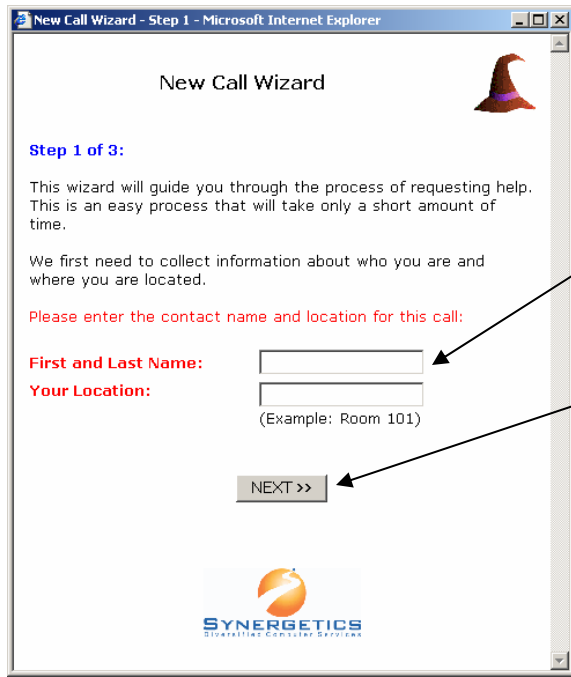 New Call Wizard - Step 1 - Microsoft Internet Explorer
New Call Wizard
Step 1 of 3:
This wizard will guide you through the process of requesting help.
This is an easy process that will take only a short amount of
time.
We first need to collect information about who you are and
where you are located.
Please enter the contact name and location for this call:
First and Last Name:
Your Location:
(Example: Room 101)
NEXT >>
SYNERGETICS
Diversified Computer Services